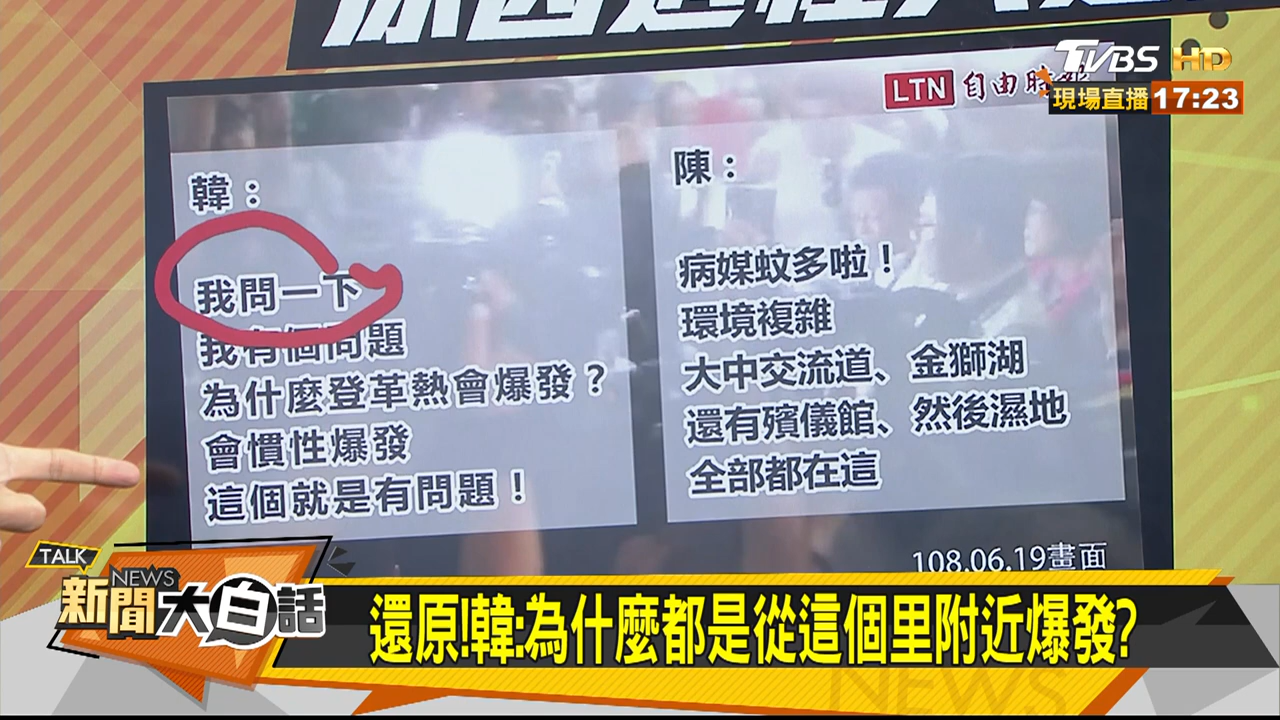 TVBS HD
現場直播 17:23
LTN 自由時報
韓：
我問一下
我有個問題
為什麼登革熱會爆發？
會慣性爆發
這個就是有問題！
陳：
病媒蚊多啦！
環境複雜
大中交流道、金獅湖
還有殯儀館、然後濕地
全部都在這
108.06.19畫面
TALK
NEWS
新聞大白話
還原!韓:為什麼都是從這個里附近爆發?
NEWS